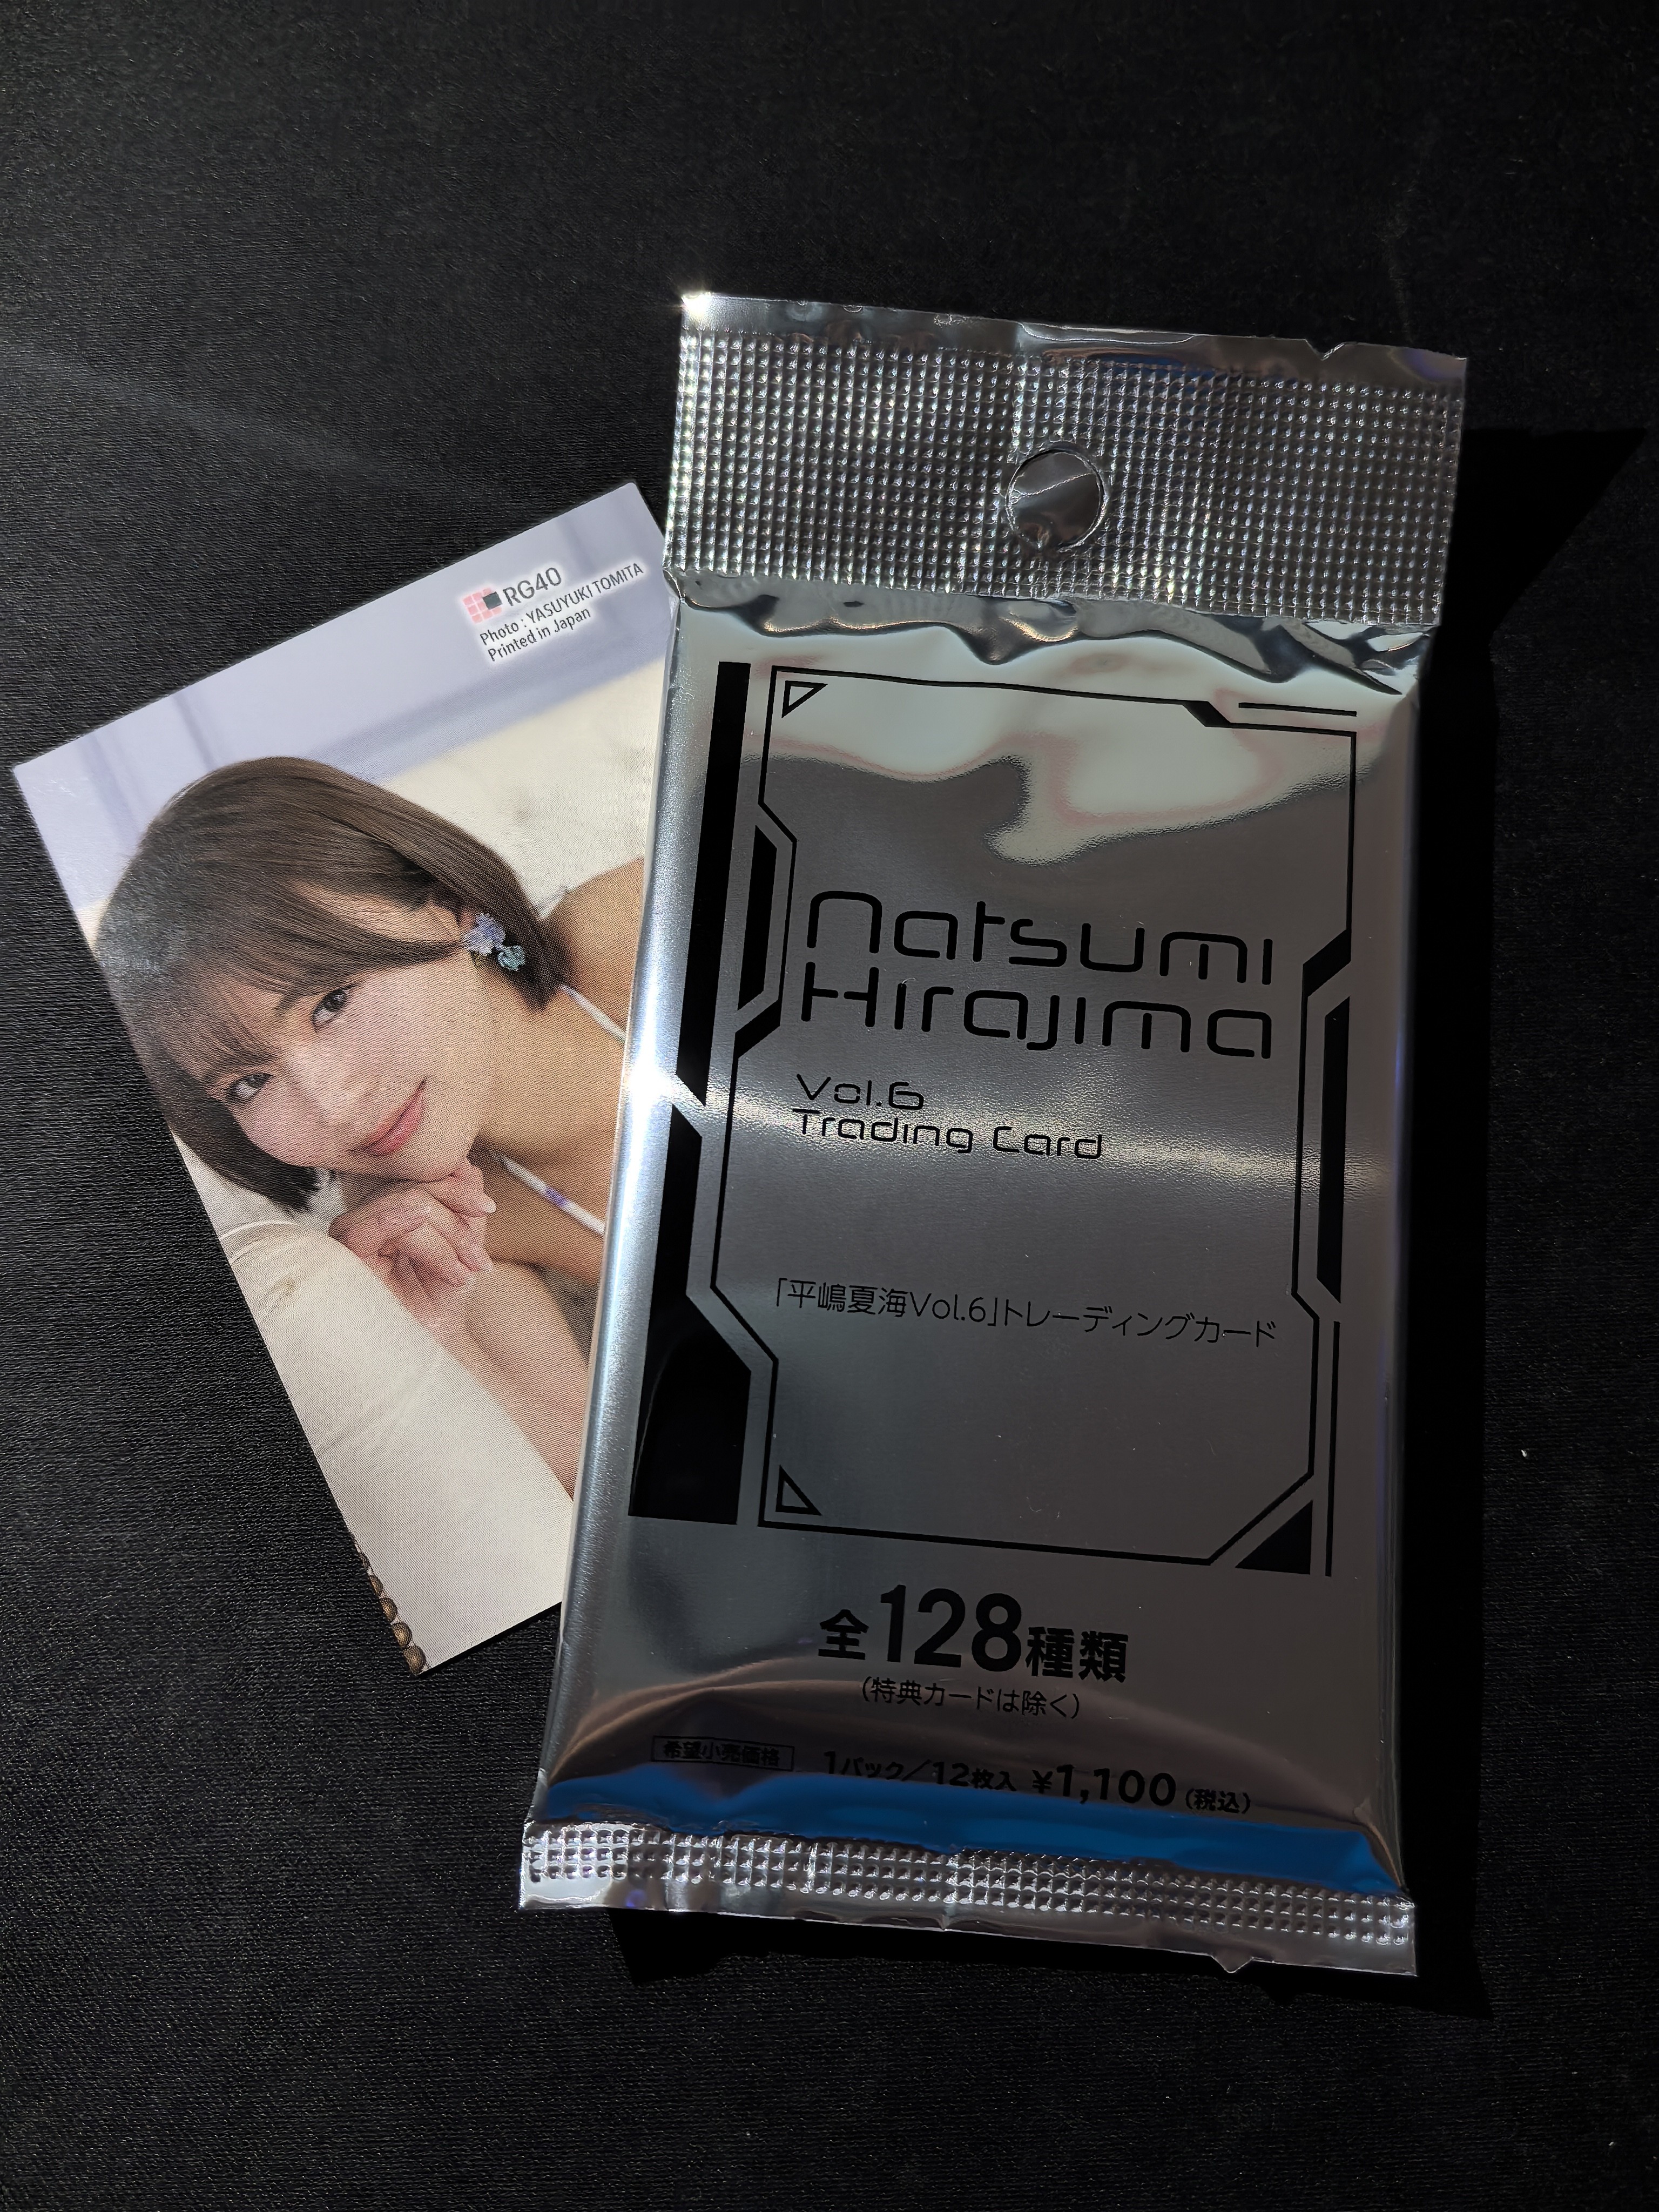 RG40
Photo : YASUYUKI TOMITA
Printed in Japan
Natsumi
Hirajima
Vol.6
Trading Card
「平嶋夏海Vol.6」トレーディングカード
全128種類
(特典カードは除く)
希望小売価格 1パック/12枚入 ¥1,100(税込)